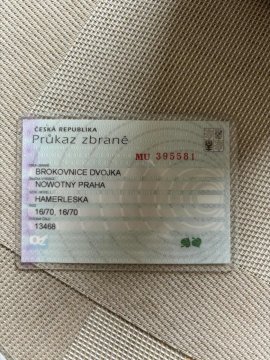 ČESKÁ REPUBLIKA
Průkaz zbraně
MU 395581
BROKOVNICE DVOJKA
NOWOTNY PRAHA
HAMERLESKA
16/70, 16/70
13468